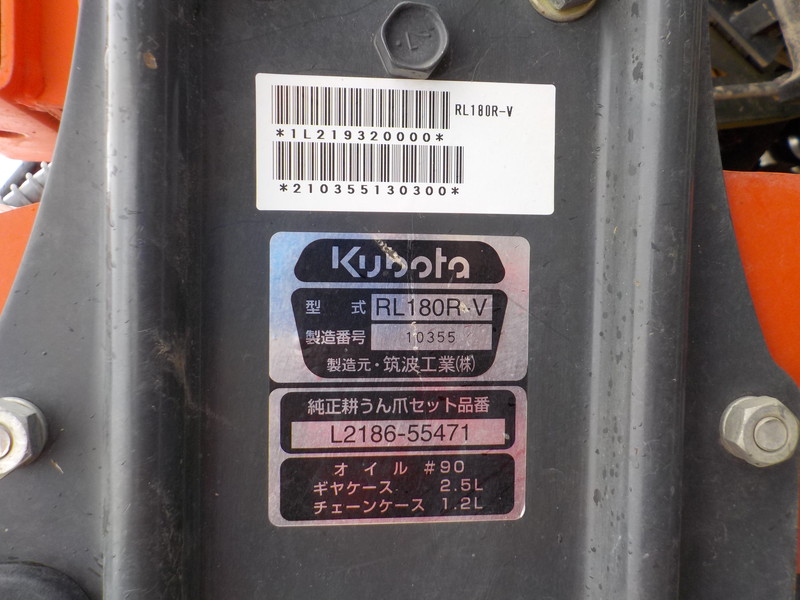 RL180R-V
*1L219320000*
*210355130300*
Kubota
型 式 RL180R-V
製造番号 10355
製造元・筑波工業(株)
純正耕うん爪セット品番
L2186-55471
オイル #90
ギヤケース 2.5L
チェーンケース 1.2L